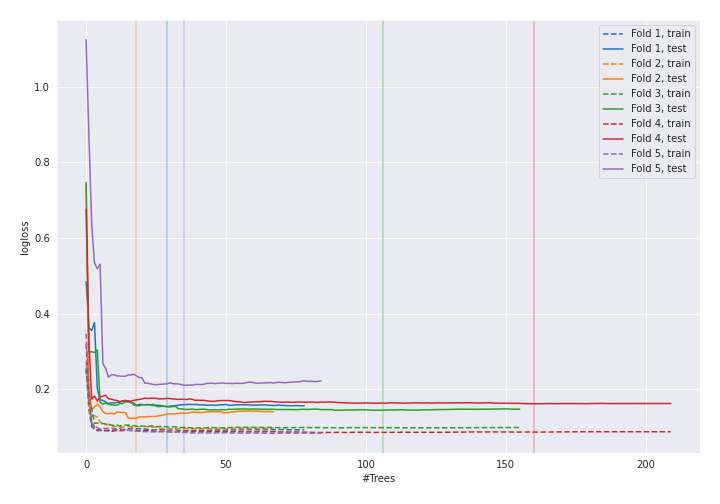 Fold 1, train
Fold 1, test
Fold 2, train
Fold 2, test
Fold 3, train
Fold 3, test
Fold 4, train
Fold 4, test
Fold 5, train
Fold 5, test
1.0
0.8
0.6
0.4
0.2
logloss
0 50 100 150 200
#Trees